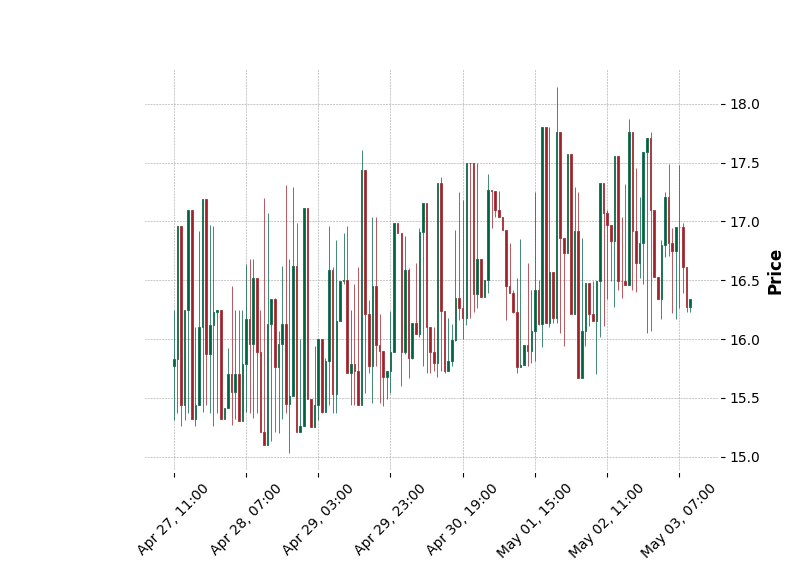 18.0
17.5
17.0
16.5
16.0
15.5
15.0
Price
Apr 27, 11:00
Apr 28, 07:00
Apr 29, 03:00
Apr 29, 23:00
Apr 30, 19:00
May 01, 15:00
May 02, 11:00
May 03, 07:00